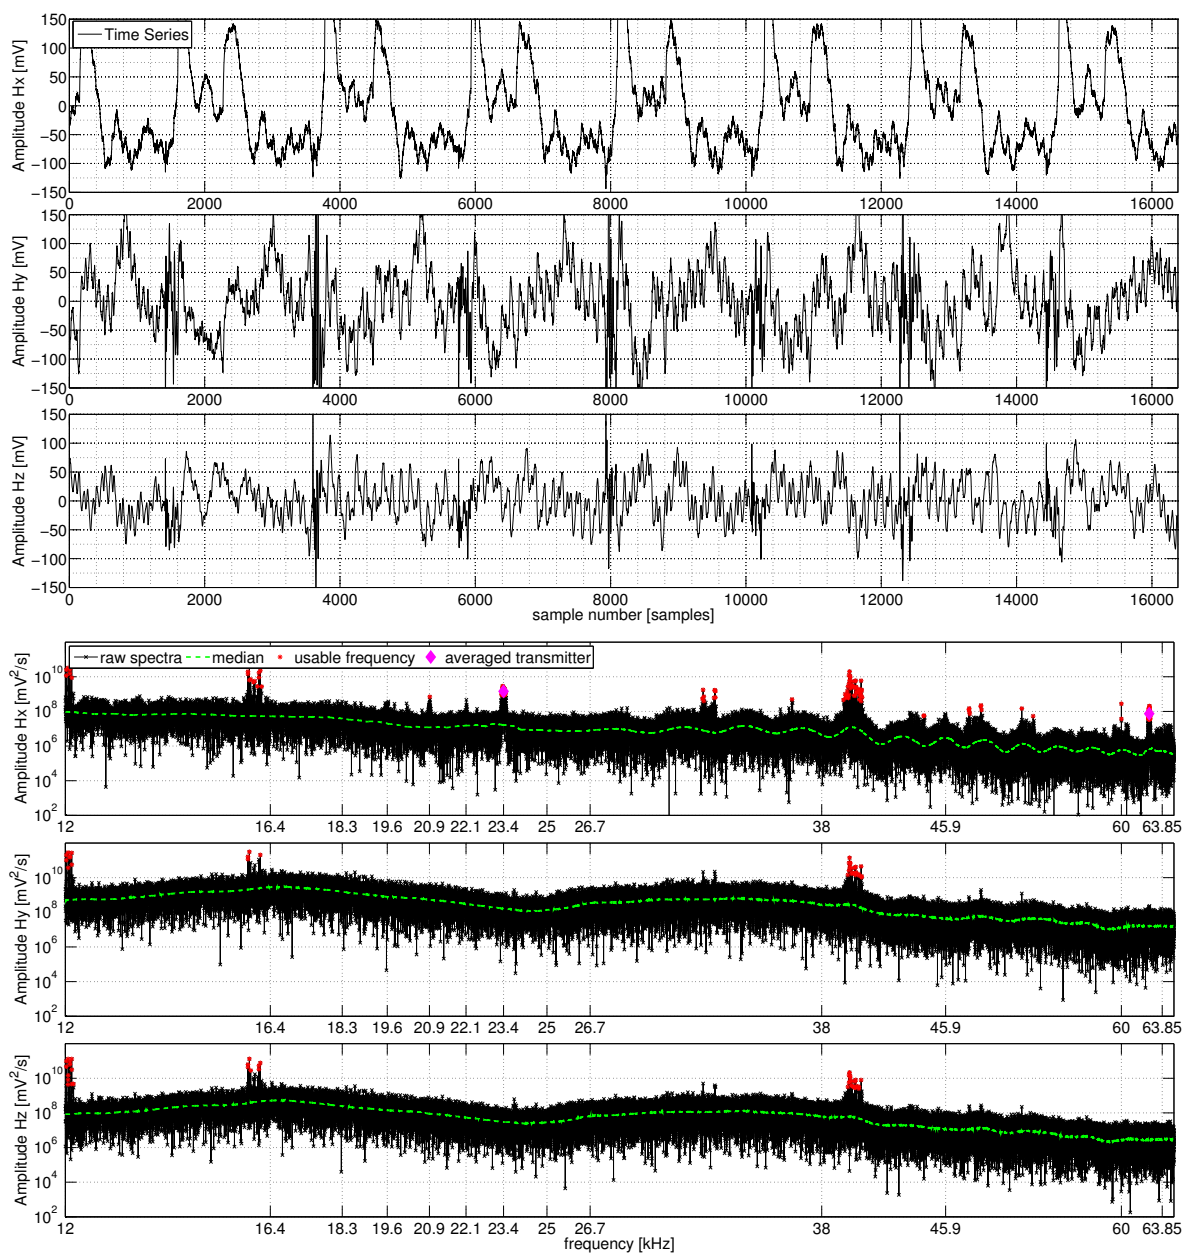 Time Series
Amplitude Hx [mV]
150
100
50
0
−50
−100
−150
0 2000 4000 6000 8000 10000 12000 14000 16000
Amplitude Hy [mV]
150
100
50
0
−50
−100
−150
0 2000 4000 6000 8000 10000 12000 14000 16000
Amplitude Hz [mV]
150
100
50
0
−50
−100
−150
0 2000 4000 6000 8000 10000 12000 14000 16000
sample number [samples]
raw spectra median usable frequency averaged transmitter
Amplitude Hx [mV²/s]
10¹⁰
10⁸
10⁶
10⁴
10²
12 16.4 18.3 19.6 20.9 22.1 23.4 25 26.7 38 45.9 60 63.85
Amplitude Hy [mV²/s]
10¹⁰
10⁸
10⁶
10⁴
10²
12 16.4 18.3 19.6 20.9 22.1 23.4 25 26.7 38 45.9 60 63.85
Amplitude Hz [mV²/s]
10¹⁰
10⁸
10⁶
10⁴
10²
12 16.4 18.3 19.6 20.9 22.1 23.4 25 26.7 38 45.9 60 63.85
frequency [kHz]